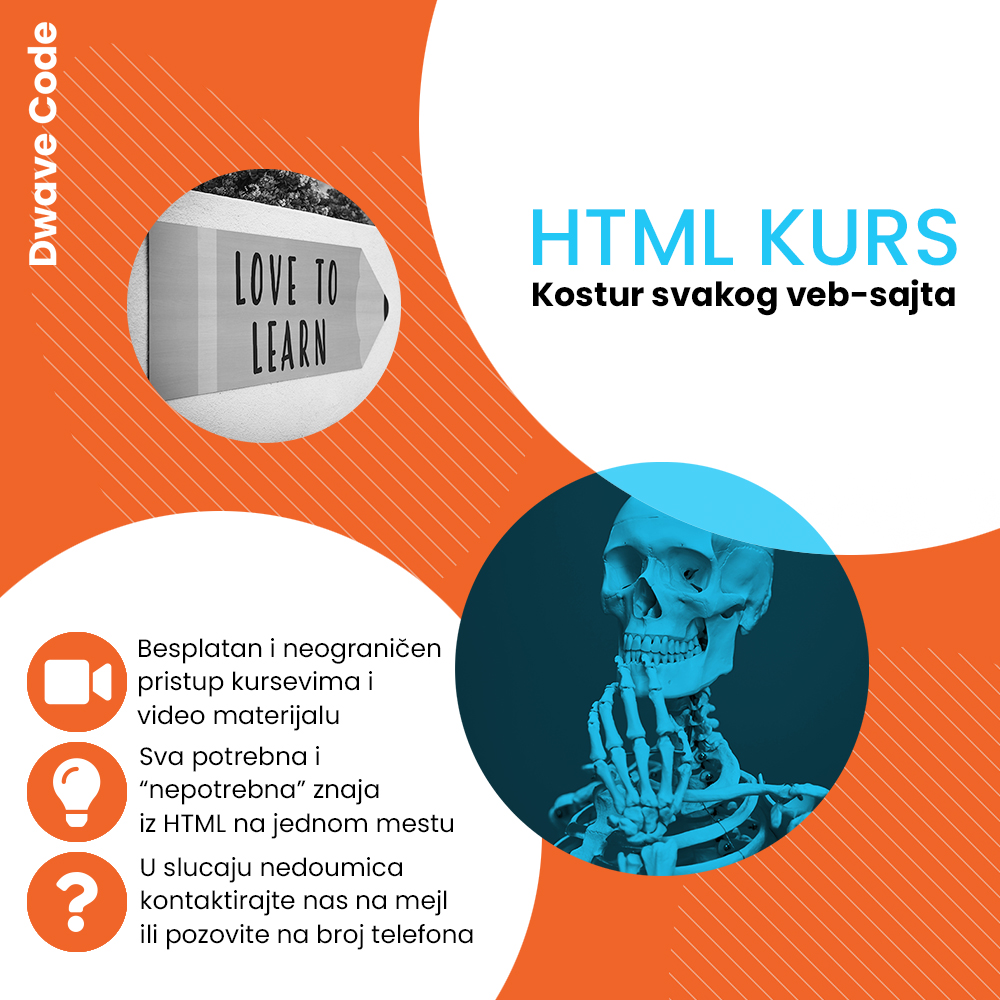 Dwave Code
LOVE TO
LEARN
HTML KURS
Kostur svakog veb-sajta
Besplatan i neograničen
pristup kursevima i
video materijalu
Sva potrebna i
“nepotrebna” znaja
iz HTML na jednom mestu
U slucaju nedoumica
kontaktirajte nas na mejl
ili pozovite na broj telefona